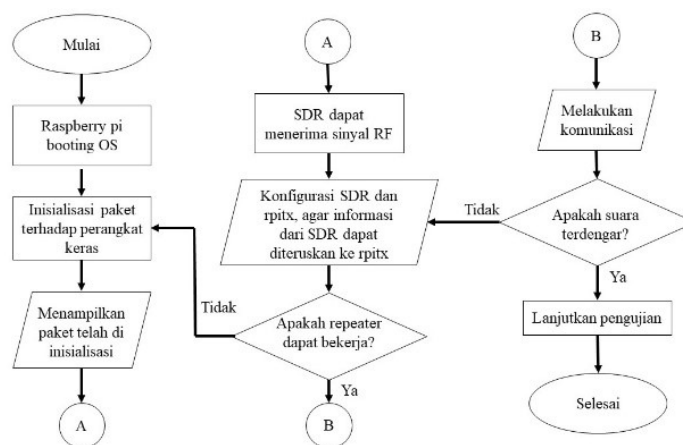 Mulai
Raspberry pi
booting OS
Inisialisasi paket
terhadap perangkat
keras
Menampilkan
paket telah di
inisialisasi
A
A
SDR dapat
menerima sinyal RF
Konfigurasi SDR dan
rpitx, agar informasi
dari SDR dapat
diteruskan ke rpitx
Tidak
Apakah repeater
dapat bekerja?
Ya
B
B
Melakukan
komunikasi
Tidak
Apakah suara
terdengar?
Ya
Lanjutkan pengujian
Selesai